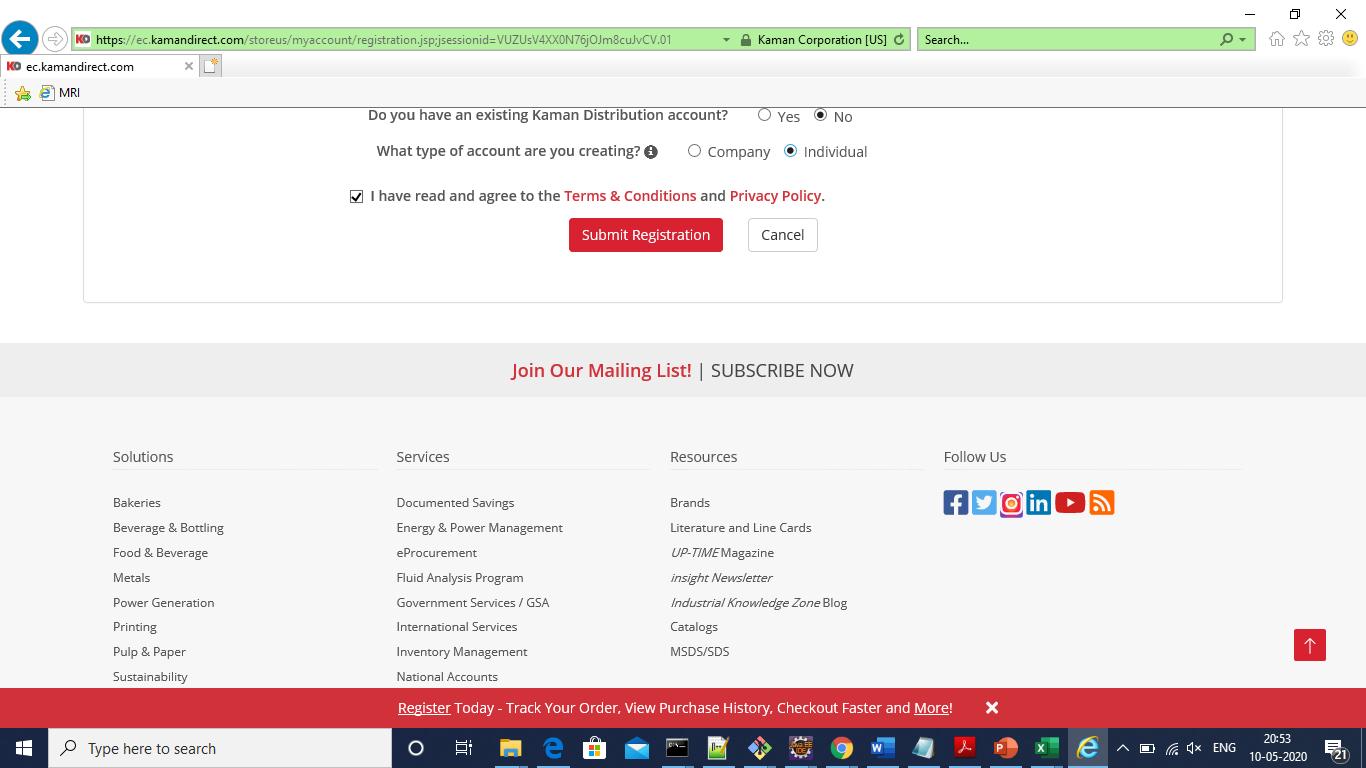 https://ec.kamandirect.com/storeus/myaccount/registration.jsp;jsessionid=VUZUsV4XX0N76jOJm8cuJvCV.01
Kaman Corporation [US]
Search...
KD ec.kamandirect.com
MRI
Do you have an existing Kaman Distribution account? Yes No
What type of account are you creating? Company Individual
I have read and agree to the Terms & Conditions and Privacy Policy.
Submit Registration Cancel
Join Our Mailing List! | SUBSCRIBE NOW
Solutions
Bakeries
Beverage & Bottling
Food & Beverage
Metals
Power Generation
Printing
Pulp & Paper
Sustainability
Services
Documented Savings
Energy & Power Management
eProcurement
Fluid Analysis Program
Government Services / GSA
International Services
Inventory Management
National Accounts
Resources
Brands
Literature and Line Cards
UP-TIME Magazine
insight Newsletter
Industrial Knowledge Zone Blog
Catalogs
MSDS/SDS
Follow Us
Register Today - Track Your Order, View Purchase History, Checkout Faster and More!
Type here to search
ENG
20:53
10-05-2020
21